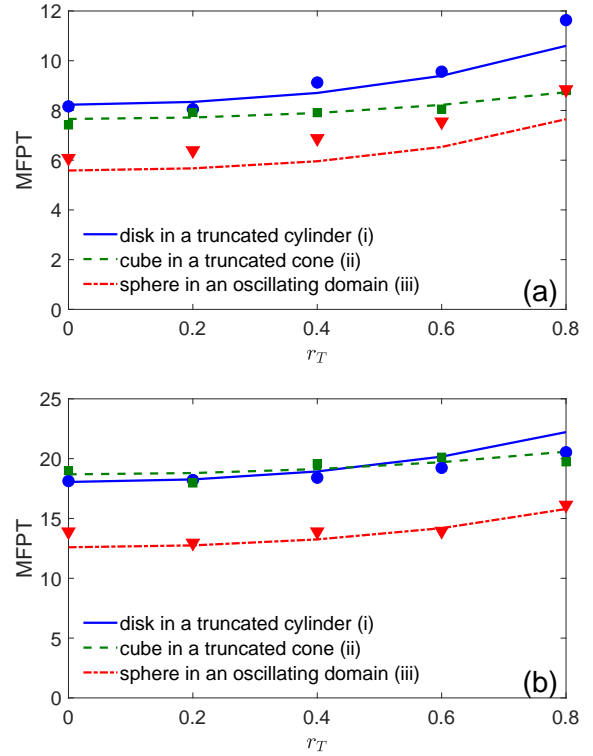 12
10
8
6
4
2
0
MFPT
disk in a truncated cylinder (i)
cube in a truncated cone (ii)
sphere in an oscillating domain (iii)
(a)
0 0.2 0.4 0.6 0.8
r_T
25
20
15
10
5
0
MFPT
disk in a truncated cylinder (i)
cube in a truncated cone (ii)
sphere in an oscillating domain (iii)
(b)
0 0.2 0.4 0.6 0.8
r_T